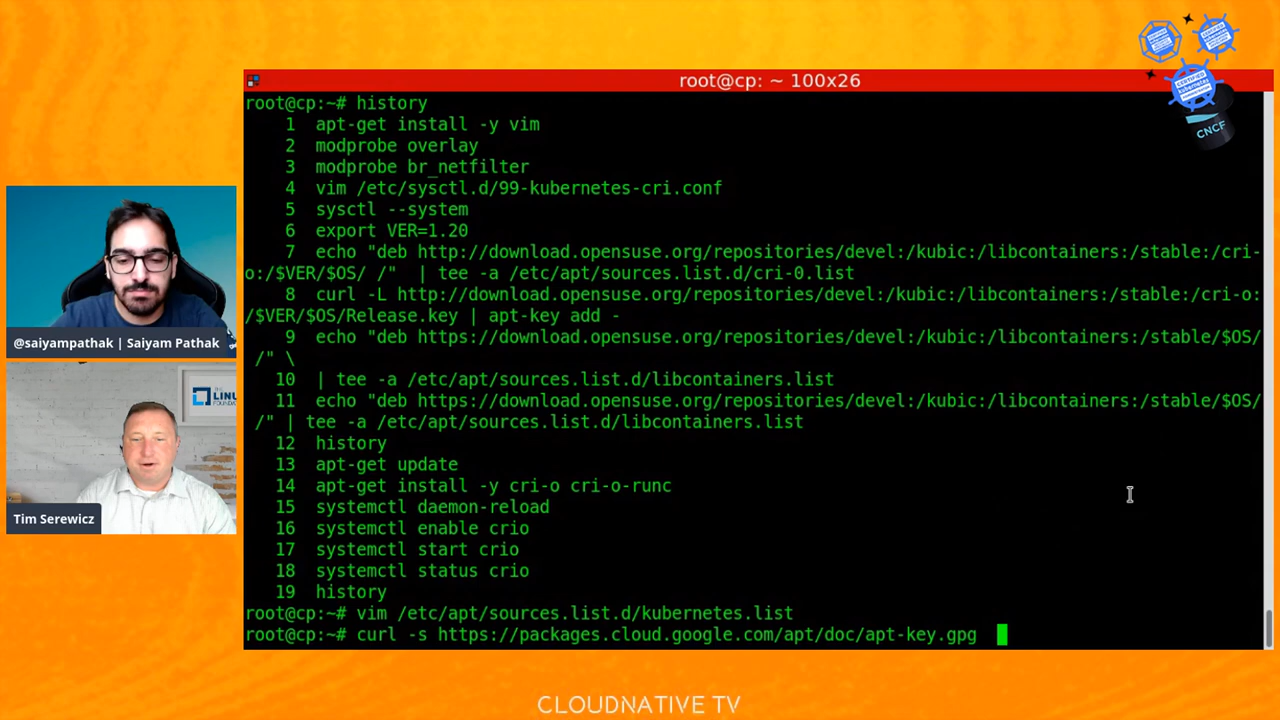 root@cp: ~ 100x26
root@cp:~# history
1 apt-get install -y vim
2 modprobe overlay
3 modprobe br_netfilter
4 vim /etc/sysctl.d/99-kubernetes-cri.conf
5 sysctl --system
6 export VER=1.20
7 echo "deb http://download.opensuse.org/repositories/devel:/kubic:/libcontainers:/stable:/cri-
o:/$VER/$OS/ /" | tee -a /etc/apt/sources.list.d/cri-0.list
8 curl -L http://download.opensuse.org/repositories/devel:/kubic:/libcontainers:/stable:/cri-o:
/$VER/$OS/Release.key | apt-key add -
9 echo "deb https://download.opensuse.org/repositories/devel:/kubic:/libcontainers:/stable/$OS/
/" \
10 | tee -a /etc/apt/sources.list.d/libcontainers.list
11 echo "deb https://download.opensuse.org/repositories/devel:/kubic:/libcontainers:/stable/$OS/
/" | tee -a /etc/apt/sources.list.d/libcontainers.list
12 history
13 apt-get update
14 apt-get install -y cri-o cri-o-runc
15 systemctl daemon-reload
16 systemctl enable crio
17 systemctl start crio
18 systemctl status crio
19 history
root@cp:~# vim /etc/apt/sources.list.d/kubernetes.list
root@cp:~# curl -s https://packages.cloud.google.com/apt/doc/apt-key.gpg
CNCF
@saiyampathak | Saiyam Pathak
Tim Serewicz
CLOUDNATIVE TV